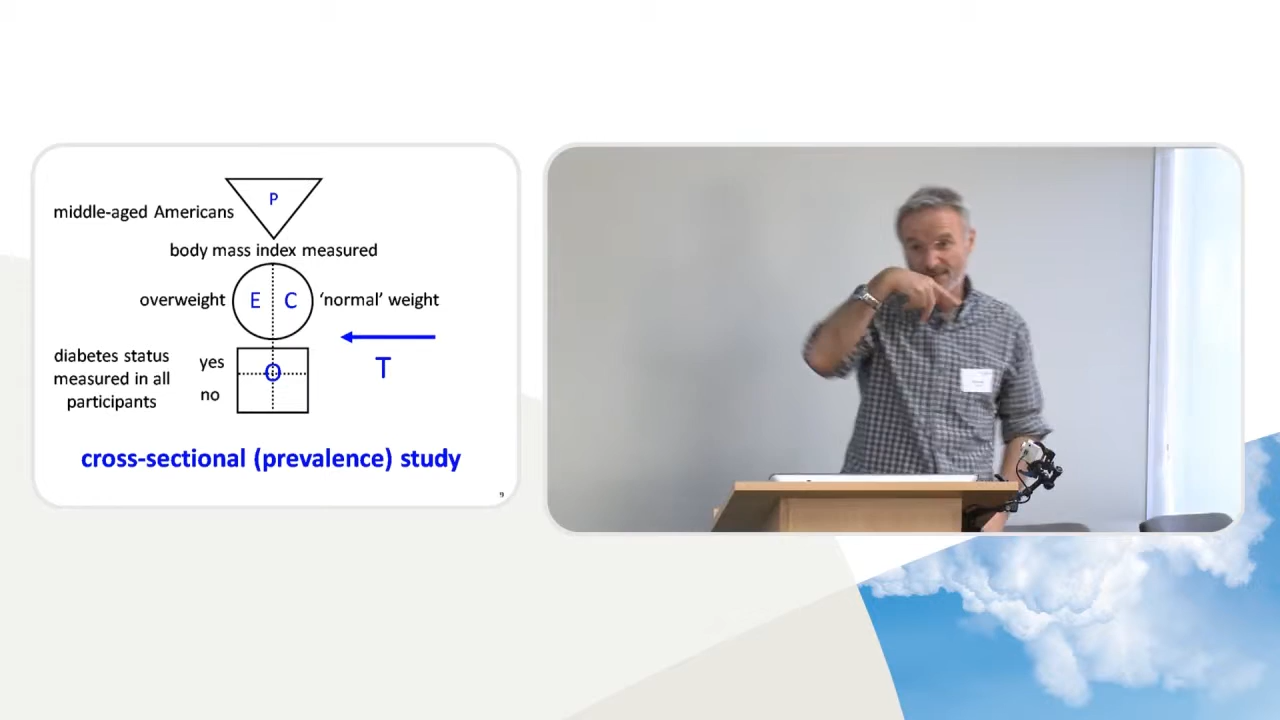 P
middle-aged Americans
body mass index measured
overweight E C 'normal' weight
diabetes status
measured in all
participants
yes
no
O
T
cross-sectional (prevalence) study
9